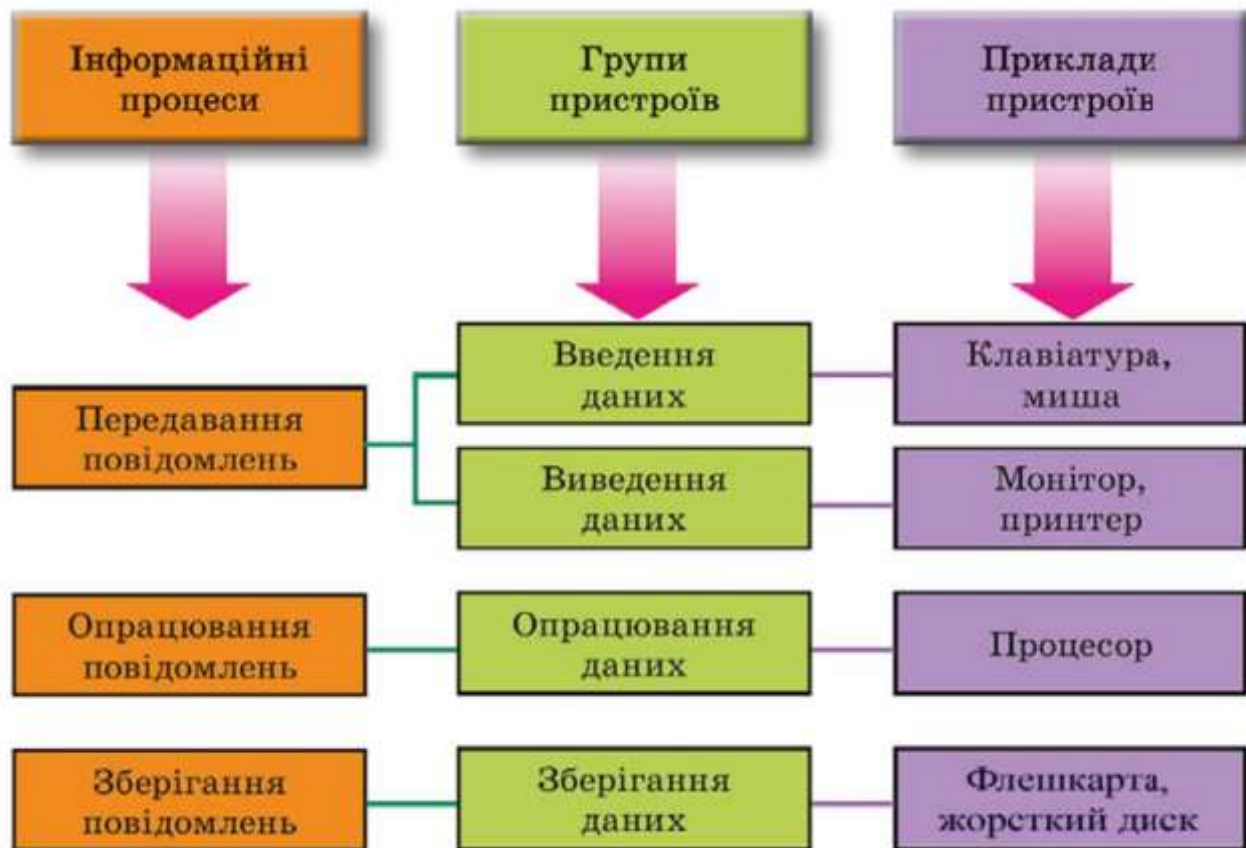 Інформаційні
процеси
Групи
пристроїв
Приклади
пристроїв
Передавання
повідомлень
Введення
даних
Клавіатура,
миша
Виведення
даних
Монітор,
принтер
Опрацювання
повідомлень
Опрацювання
даних
Процесор
Зберігання
повідомлень
Зберігання
даних
Флешкарта,
жорсткий диск